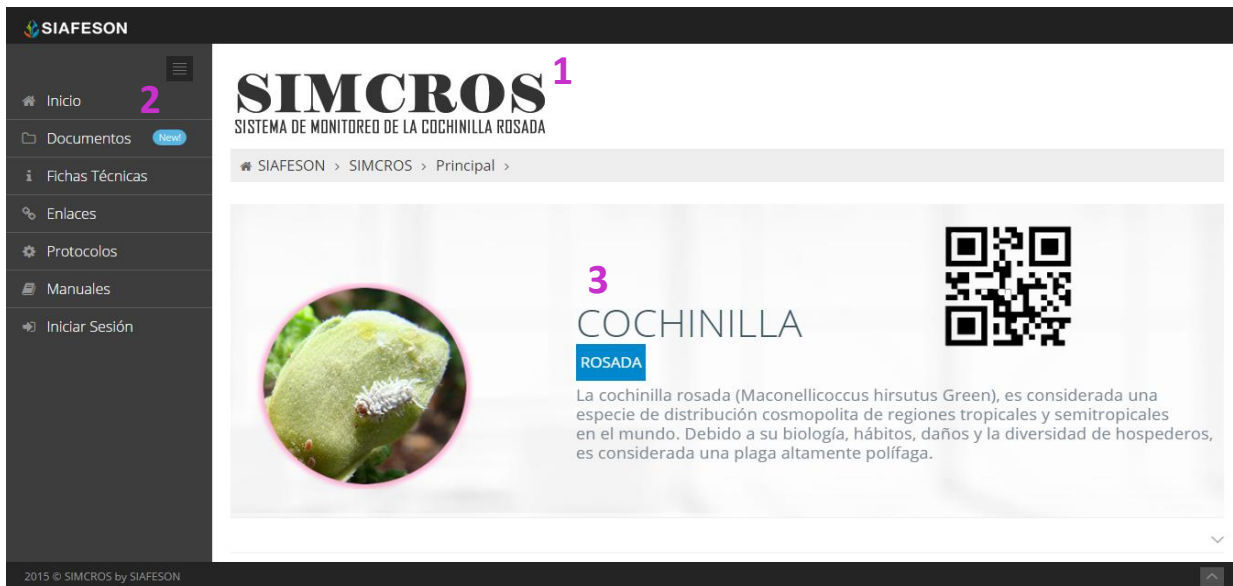 SIAFESON
Inicio
2
Documentos New!
Fichas Técnicas
Enlaces
Protocolos
Manuales
Iniciar Sesión
SIMCROS
1
SISTEMA DE MONITOREO DE LA COCHINILLA ROSADA
SIAFESON > SIMCROS > Principal >
3
COCHINILLA
ROSADA
La cochinilla rosada (Maconellicoccus hirsutus Green), es considerada una
especie de distribución cosmopolita de regiones tropicales y semitropicales
en el mundo. Debido a su biología, hábitos, daños y la diversidad de hospederos,
es considerada una plaga altamente polífaga.
2015 © SIMCROS by SIAFESON